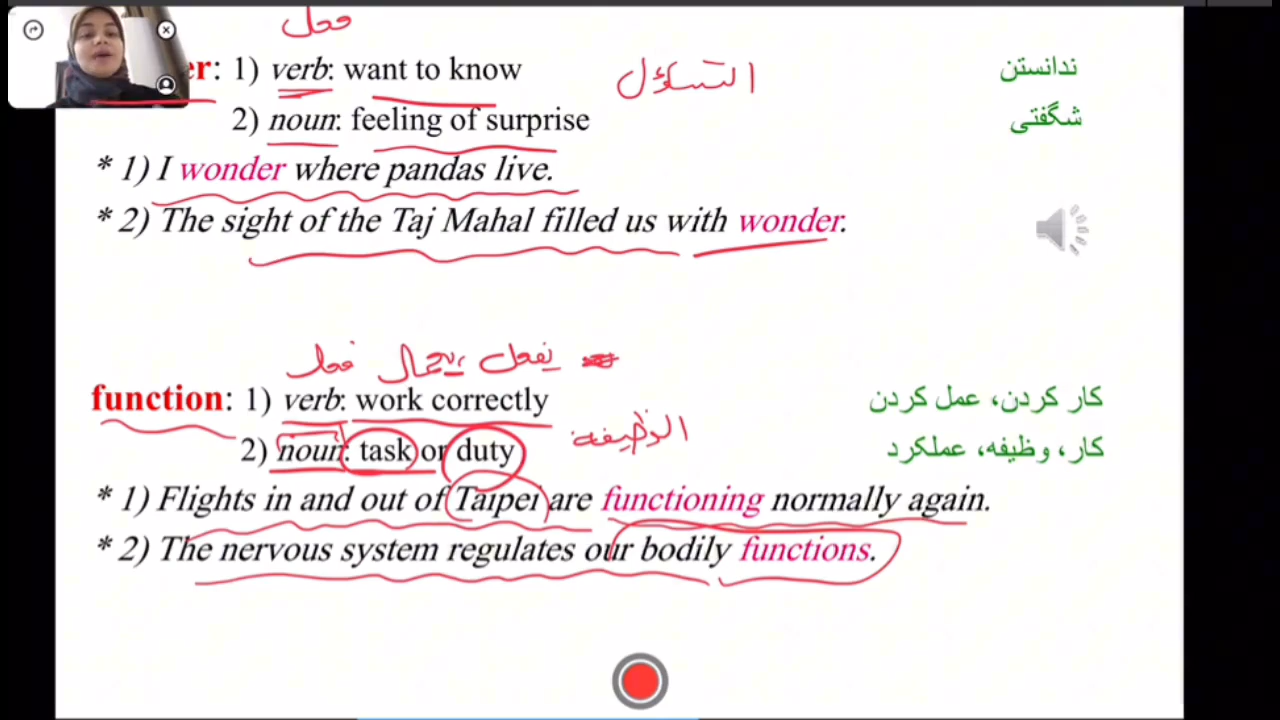 فعل
er: 1) verb: want to know التساؤل ندانستن
2) noun: feeling of surprise شگفتی
* 1) I wonder where pandas live.
* 2) The sight of the Taj Mahal filled us with wonder.
فعل يفعل
function: 1) verb: work correctly کار کردن، عمل کردن
2) noun: task or duty الوظيفة کار، وظیفه، عملکرد
* 1) Flights in and out of Taipei are functioning normally again.
* 2) The nervous system regulates our bodily functions.